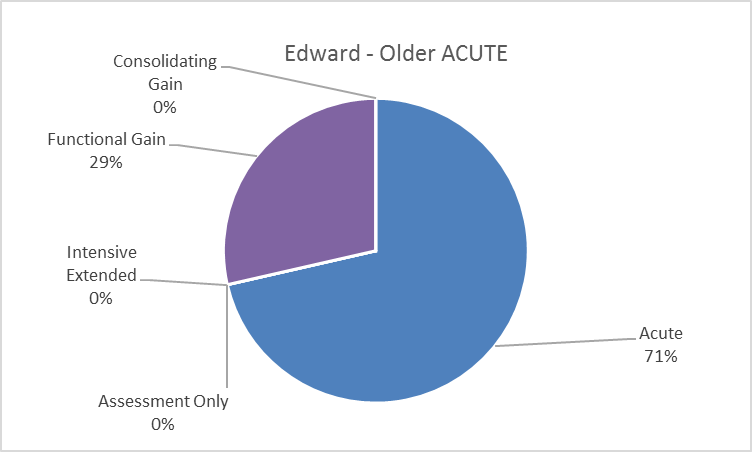 Edward - Older ACUTE
Consolidating
Gain
0%
Functional Gain
29%
Intensive
Extended
0%
Assessment Only
0%
Acute
71%